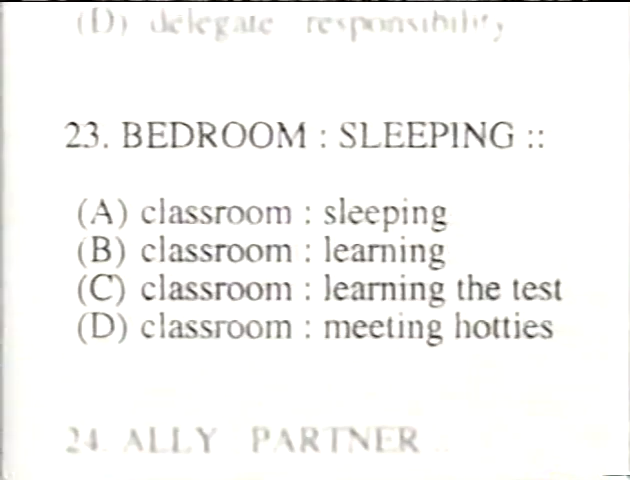 (D) delegate responsibility
23. BEDROOM : SLEEPING ::
(A) classroom : sleeping
(B) classroom : learning
(C) classroom : learning the test
(D) classroom : meeting hotties
24. ALLY PARTNER